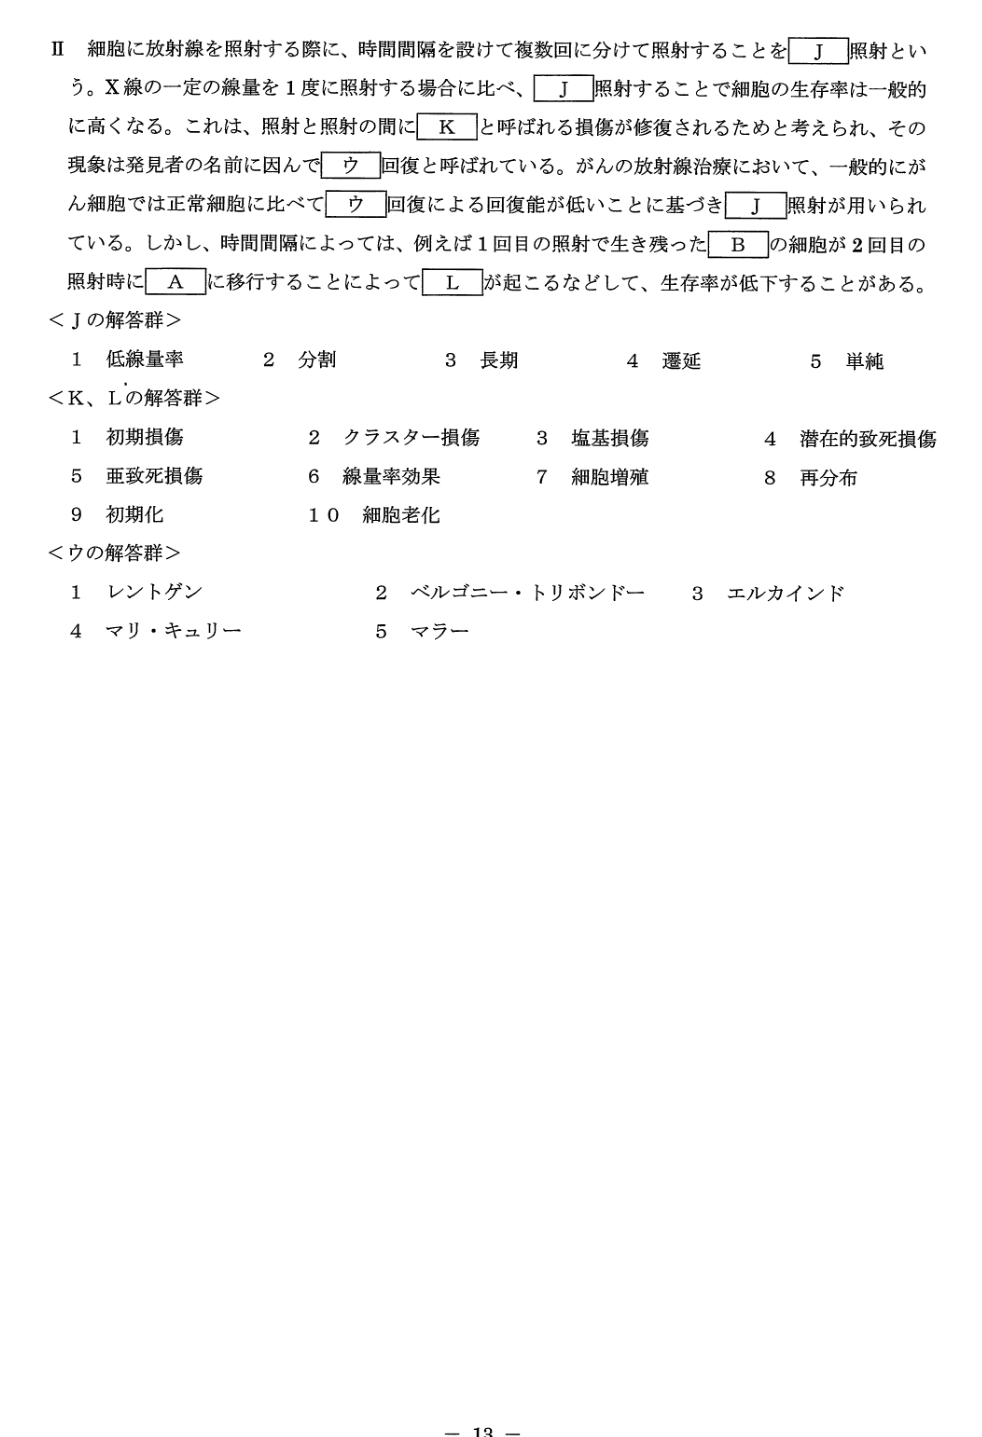 Ⅱ 細胞に放射線を照射する際に、時間間隔を設けて複数回に分けて照射することを J 照射とい
う。X線の一定の線量を1度に照射する場合に比べ、 J 照射することで細胞の生存率は一般的
に高くなる。これは、照射と照射の間に K と呼ばれる損傷が修復されるためと考えられ、その
現象は発見者の名前に因んで ウ 回復と呼ばれている。がんの放射線治療において、一般的にが
ん細胞では正常細胞に比べて ウ 回復による回復能が低いことに基づき J 照射が用いられ
ている。しかし、時間間隔によっては、例えば1回目の照射で生き残った B の細胞が2回目の
照射時に A に移行することによって L が起こるなどして、生存率が低下することがある。
＜Jの解答群＞
1 低線量率 2 分割 3 長期 4 遷延 5 単純
＜K、Lの解答群＞
1 初期損傷 2 クラスター損傷 3 塩基損傷 4 潜在的致死損傷
5 亜致死損傷 6 線量率効果 7 細胞増殖 8 再分布
9 初期化 10 細胞老化
＜ウの解答群＞
1 レントゲン 2 ベルゴニー・トリボンドー 3 エルカインド
4 マリ・キュリー 5 マラー
－ 13 －